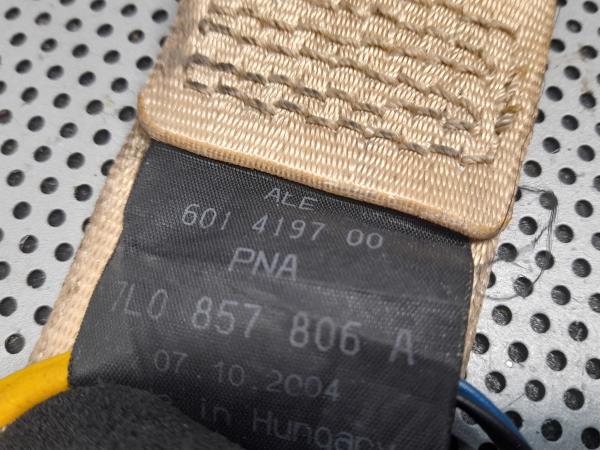 ALE
601 4197 00
PNA
7L0 857 806 A
07.10.2004
in Hungary